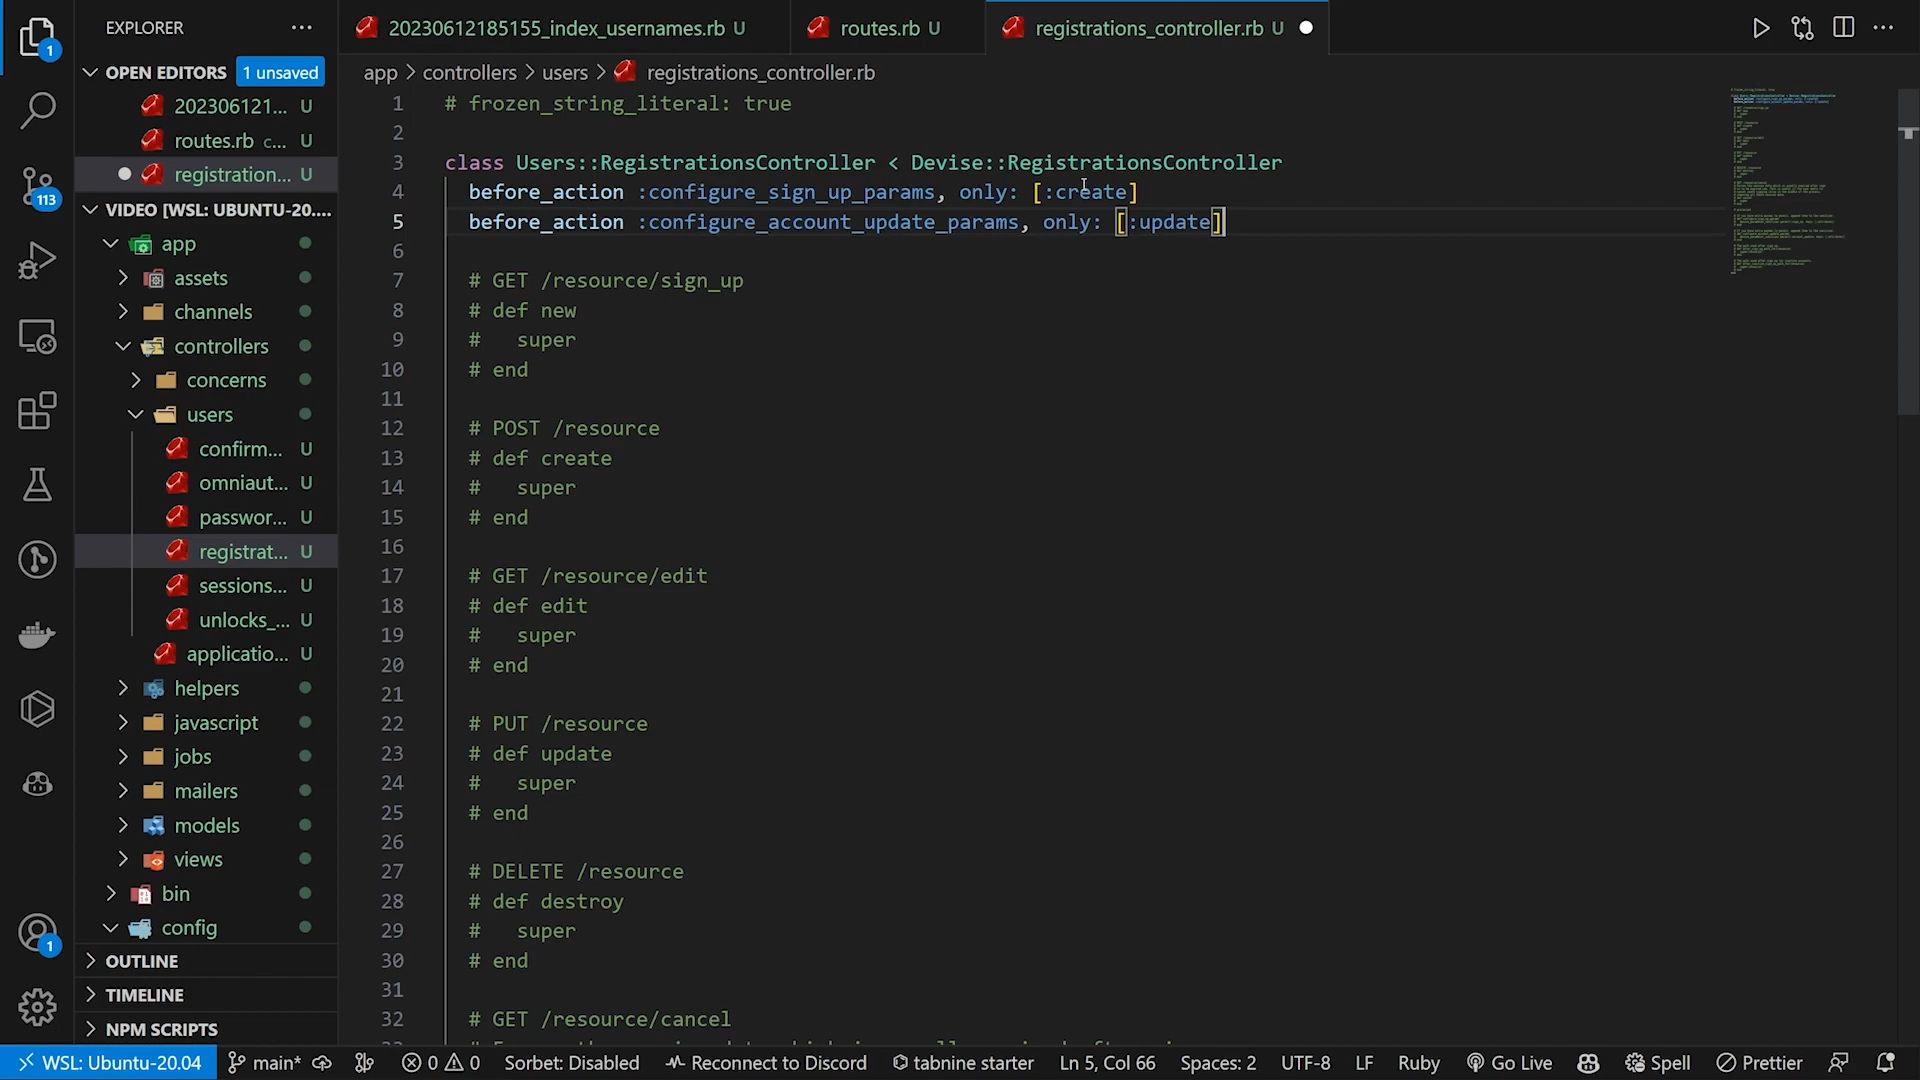 EXPLORER
OPEN EDITORS 1 unsaved
202306121... U
routes.rb c... U
registration... U
VIDEO [WSL: UBUNTU-20....
app
assets
channels
controllers
concerns
users
confirm... U
omniaut... U
passwor... U
registrat... U
sessions... U
unlocks_... U
applicatio... U
helpers
javascript
jobs
mailers
models
views
bin
config
OUTLINE
TIMELINE
NPM SCRIPTS
1
113
1
20230612185155_index_usernames.rb U
routes.rb U
registrations_controller.rb U
app > controllers > users > registrations_controller.rb
1 # frozen_string_literal: true
2
3 class Users::RegistrationsController < Devise::RegistrationsController
4 before_action :configure_sign_up_params, only: [:create]
5 before_action :configure_account_update_params, only: [:update]
6
7 # GET /resource/sign_up
8 # def new
9 #   super
10 # end
11
12 # POST /resource
13 # def create
14 #   super
15 # end
16
17 # GET /resource/edit
18 # def edit
19 #   super
20 # end
21
22 # PUT /resource
23 # def update
24 #   super
25 # end
26
27 # DELETE /resource
28 # def destroy
29 #   super
30 # end
31
32 # GET /resource/cancel
WSL: Ubuntu-20.04 main* 0 0 Sorbet: Disabled Reconnect to Discord tabnine starter Ln 5, Col 66 Spaces: 2 UTF-8 LF Ruby Go Live Spell Prettier